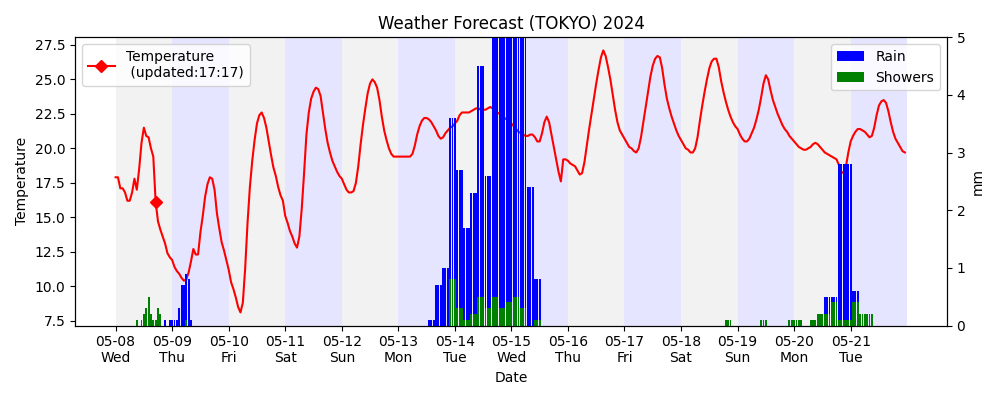 Weather Forecast (TOKYO) 2024
Temperature
(updated:17:17)
Rain
Showers
Temperature
27.5
25.0
22.5
20.0
17.5
15.0
12.5
10.0
7.5
5
4
3
2
1
0
mm
05-08 05-09 05-10 05-11 05-12 05-13 05-14 05-15 05-16 05-17 05-18 05-19 05-20 05-21
Wed Thu Fri Sat Sun Mon Tue Wed Thu Fri Sat Sun Mon Tue
Date